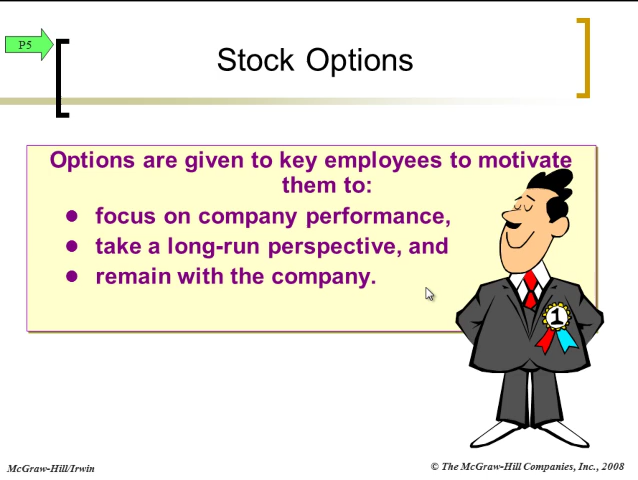 P5
Stock Options
Options are given to key employees to motivate
them to:
● focus on company performance,
● take a long-run perspective, and
● remain with the company.
1
McGraw-Hill/Irwin
© The McGraw-Hill Companies, Inc., 2008